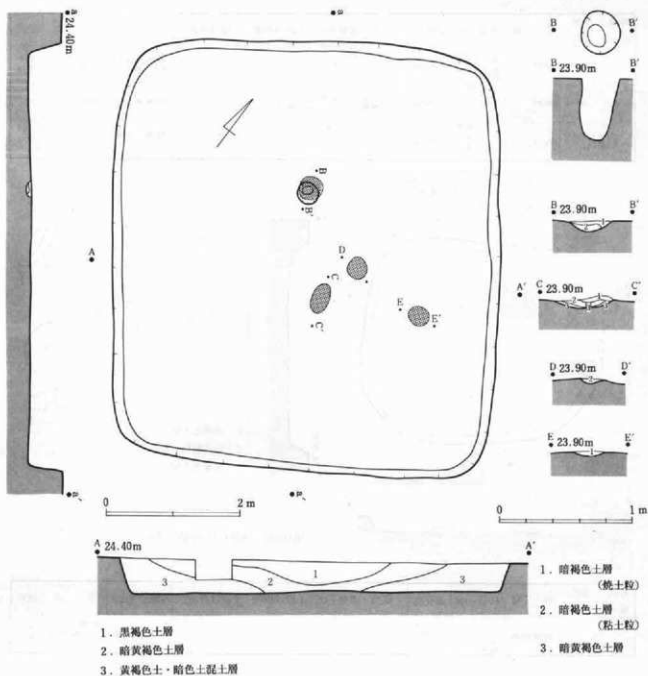 a
24.40m
a
B
B'
B
B'
23.90m
B
B'
B
B'
23.90m
D
A
C
A'
C
C'
23.90m
E
E'
C'
D
D'
23.90m
E
E'
23.90m
a'
a'
0
2 m
0
1 m
A
24.40m
A'
1
2
3
3
1．暗褐色土層
（焼土粒）
2．暗褐色土層
（粘土粒）
3．暗黄褐色土層
1．黒褐色土層
2．暗黄褐色土層
3．黄褐色土・暗色土混土層